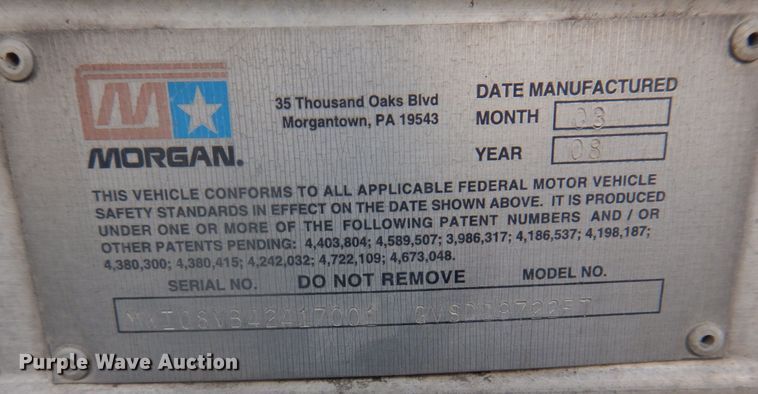 MORGAN.
35 Thousand Oaks Blvd
Morgantown, PA 19543
DATE MANUFACTURED
MONTH 03
YEAR 08
THIS VEHICLE CONFORMS TO ALL APPLICABLE FEDERAL MOTOR VEHICLE
SAFETY STANDARDS IN EFFECT ON THE DATE SHOWN ABOVE. IT IS PRODUCED
UNDER ONE OR MORE OF THE FOLLOWING PATENT NUMBERS AND / OR
OTHER PATENTS PENDING: 4,403,804; 4,589,507; 3,986,317; 4,186,537; 4,198,187;
4,380,300; 4,380,415; 4,242,032; 4,722,109; 4,673,048.
SERIAL NO. DO NOT REMOVE MODEL NO.
Purple Wave Auction